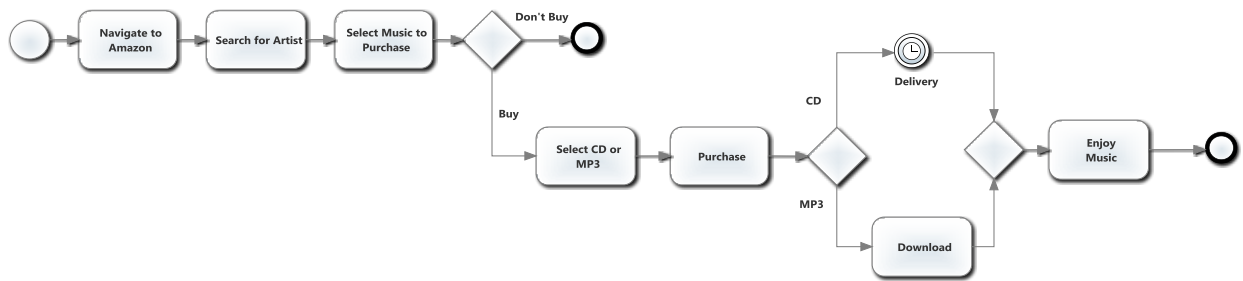 Navigate to
Amazon
Search for Artist
Select Music to
Purchase
Don't Buy
Buy
Select CD or
MP3
Purchase
CD
Delivery
MP3
Download
Enjoy
Music